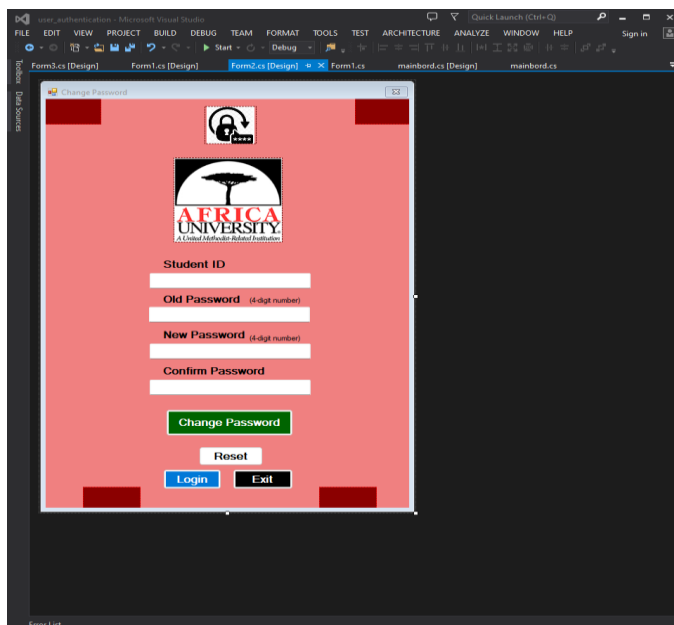 user_authentication - Microsoft Visual Studio
Quick Launch (Ctrl+Q)
FILE EDIT VIEW PROJECT BUILD DEBUG TEAM FORMAT TOOLS TEST ARCHITECTURE ANALYZE WINDOW HELP Sign in
Start Debug
Form3.cs [Design] Form1.cs [Design] Form2.cs [Design] Form1.cs mainbord.cs [Design] mainbord.cs
Toolbox
Data Sources
Change Password
****
AFRICA
UNIVERSITY
A United Methodist-Related Institution
Student ID
Old Password (4-digit number)
New Password (4-digit number)
Confirm Password
Change Password
Reset
Login Exit
Error List